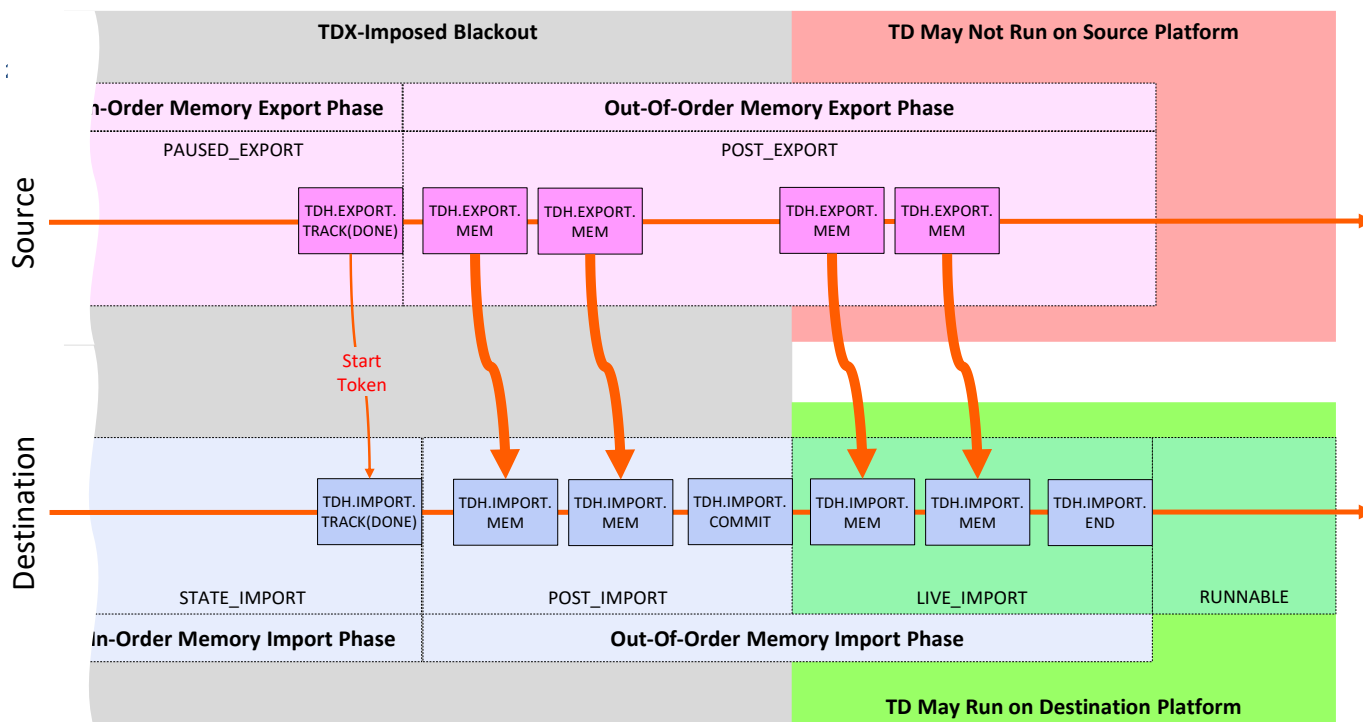 TDX-Imposed Blackout
TD May Not Run on Source Platform
n-Order Memory Export Phase
Out-Of-Order Memory Export Phase
PAUSED_EXPORT
POST_EXPORT
Source
TDH.EXPORT.
TRACK(DONE)
TDH.EXPORT.
MEM
TDH.EXPORT.
MEM
TDH.EXPORT.
MEM
TDH.EXPORT.
MEM
Start
Token
Destination
TDH.IMPORT.
TRACK(DONE)
TDH.IMPORT.
MEM
TDH.IMPORT.
MEM
TDH.IMPORT.
COMMIT
TDH.IMPORT.
MEM
TDH.IMPORT.
MEM
TDH.IMPORT.
END
STATE_IMPORT
POST_IMPORT
LIVE_IMPORT
RUNNABLE
In-Order Memory Import Phase
Out-Of-Order Memory Import Phase
TD May Run on Destination Platform